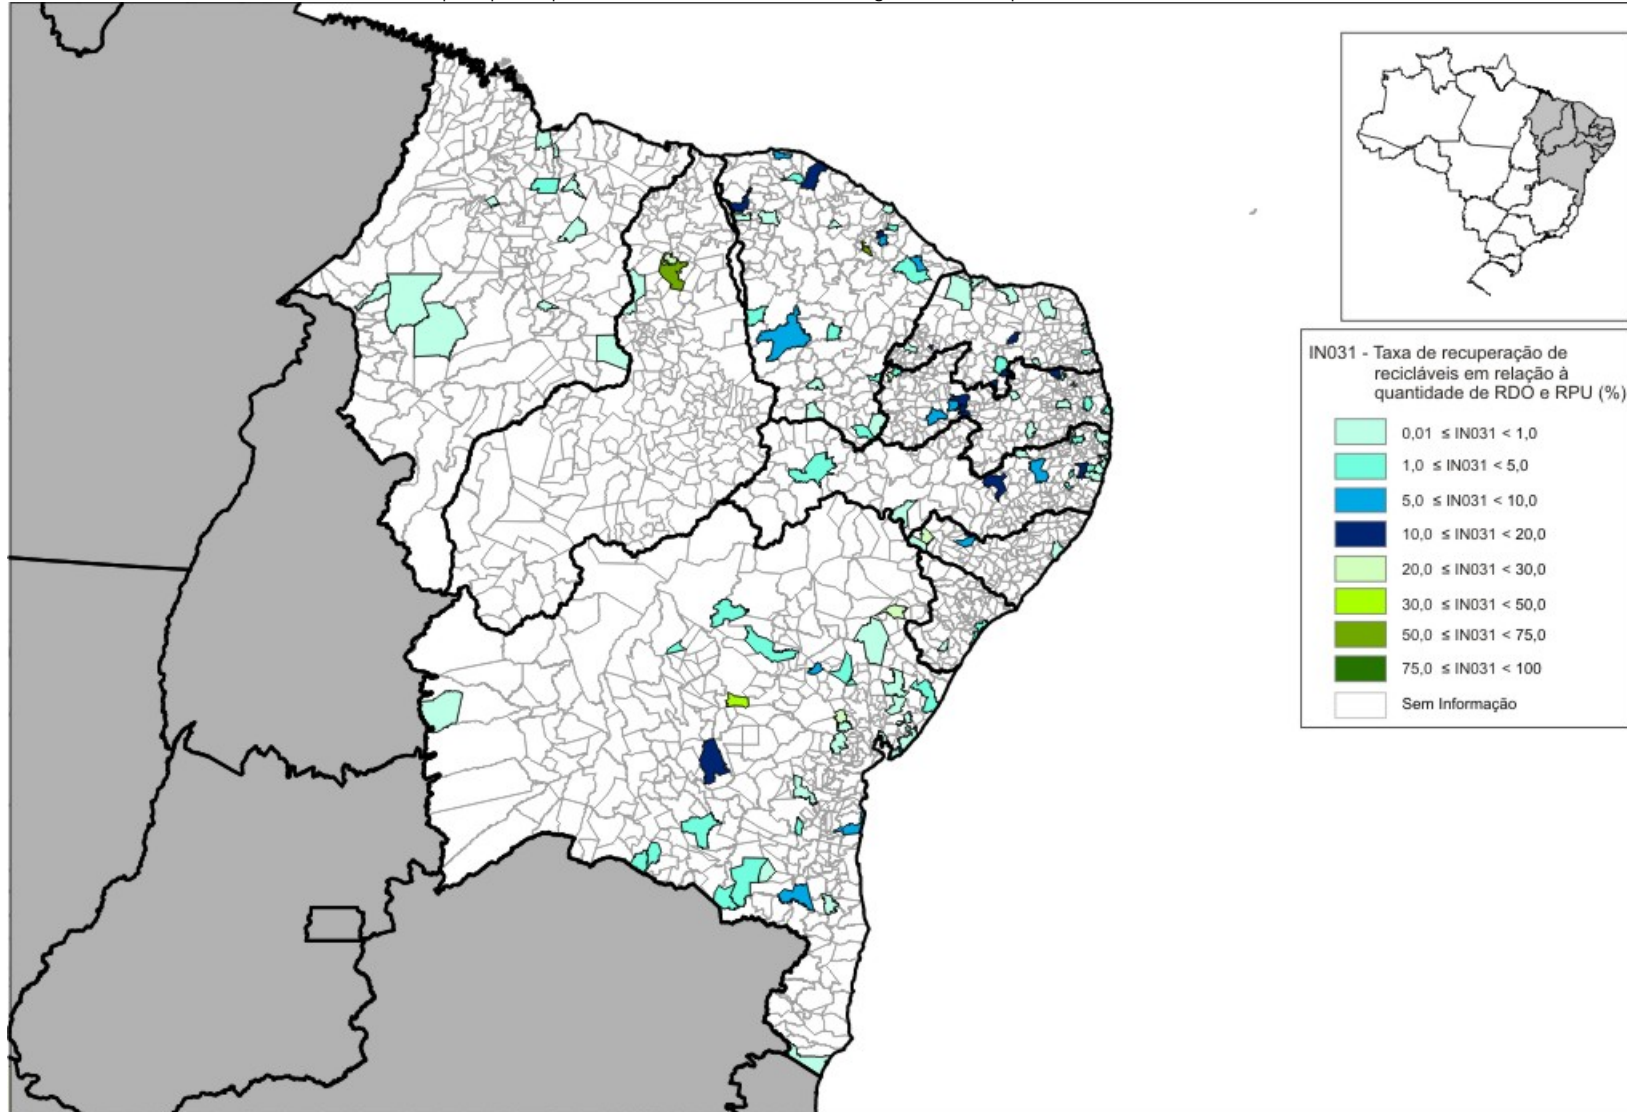 IN031 - Taxa de recuperação de
recicláveis em relação à
quantidade de RDO e RPU (%)
0,01 ≤ IN031 < 1,0
1,0 ≤ IN031 < 5,0
5,0 ≤ IN031 < 10,0
10,0 ≤ IN031 < 20,0
20,0 ≤ IN031 < 30,0
30,0 ≤ IN031 < 50,0
50,0 ≤ IN031 < 75,0
75,0 ≤ IN031 < 100
Sem Informação